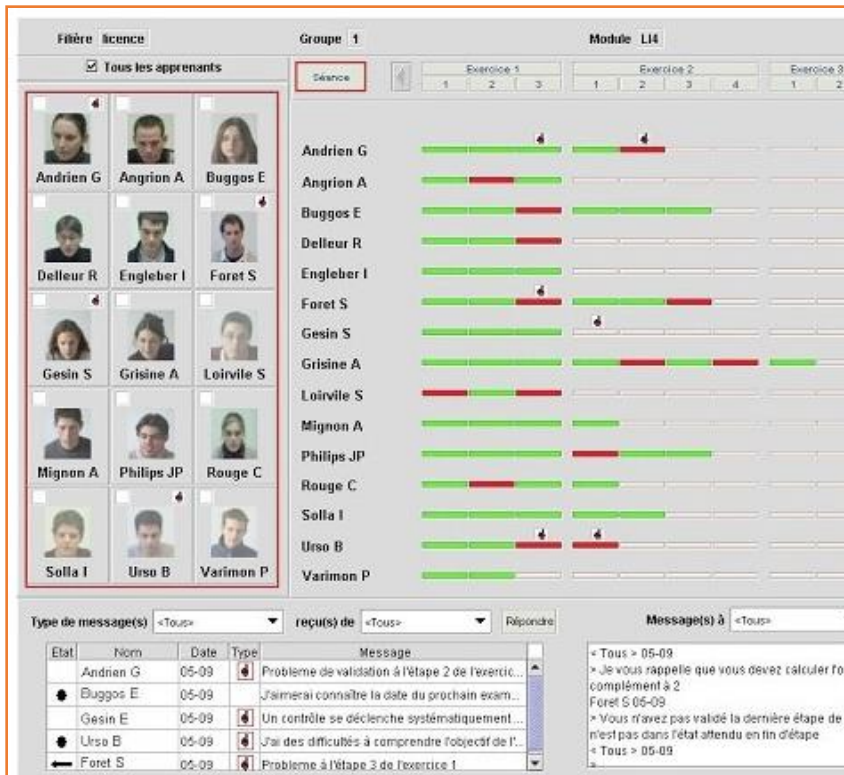 Filière licence Groupe 1 Module LI4
Tous les apprenants
Séance Exercice 1 Exercice 2 Exercice 3
1 2 3 1 2 3 4 1 2
Andrien G Angrion A Buggos E
Delleur R Engleber I Foret S
Gesin S Grisine A Loirvile S
Mignon A Philips JP Rouge C
Solla I Urso B Varimon P
Andrien G
Angrion A
Buggos E
Delleur R
Engleber I
Foret S
Gesin S
Grisine A
Loirvile S
Mignon A
Philips JP
Rouge C
Solla I
Urso B
Varimon P
Type de message(s) <Tous> reçu(s) de <Tous> Répondre Message(s) à <Tous>
Etat Nom Date Type Message
Andrien G 05-09 Probleme de validation à l'étape 2 de l'exercic...
Buggos E 05-09 J'aimerai connaître la date du prochain exam...
Gesin E 05-09 Un contrôle se déclenche systématiquement...
Urso B 05-09 J'ai des difficultés à comprendre l'objectif de l'...
Foret S 05-09 Probleme à l'étape 3 de l'exercice 1
< Tous > 05-09
> Je vous rappelle que vous devez calculer l'o
complément à 2
Foret S 05-09
> Vous n'avez pas validé la dernière étape de
n'est pas dans l'état attendu en fin d'étape
< Tous > 05-09
>